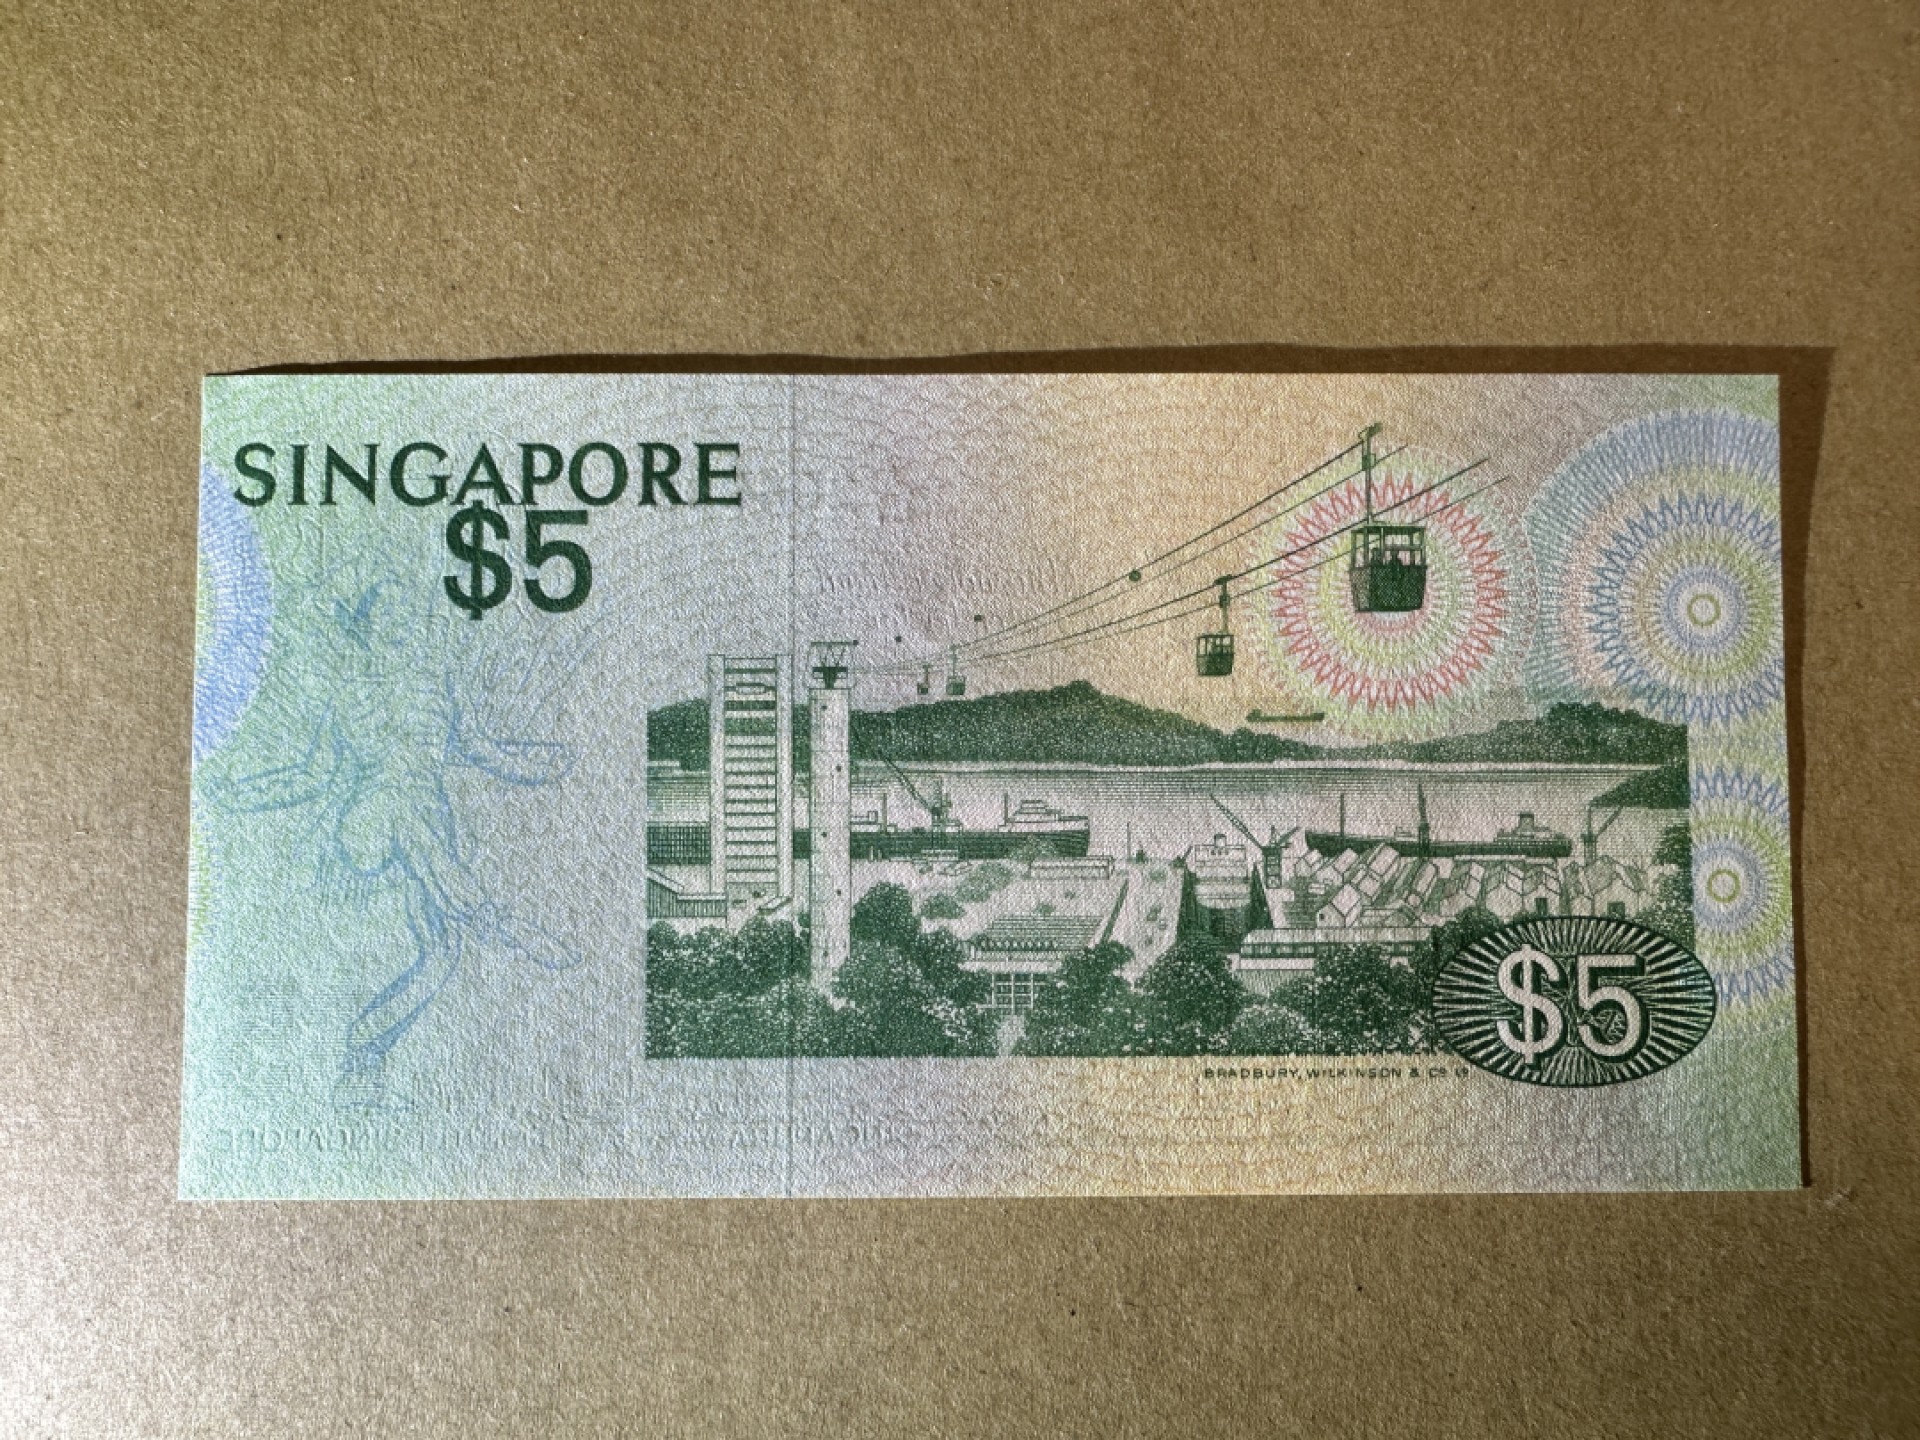 SINGAPORE
$5
$5
BRADBURY, WILKINSON & Cº